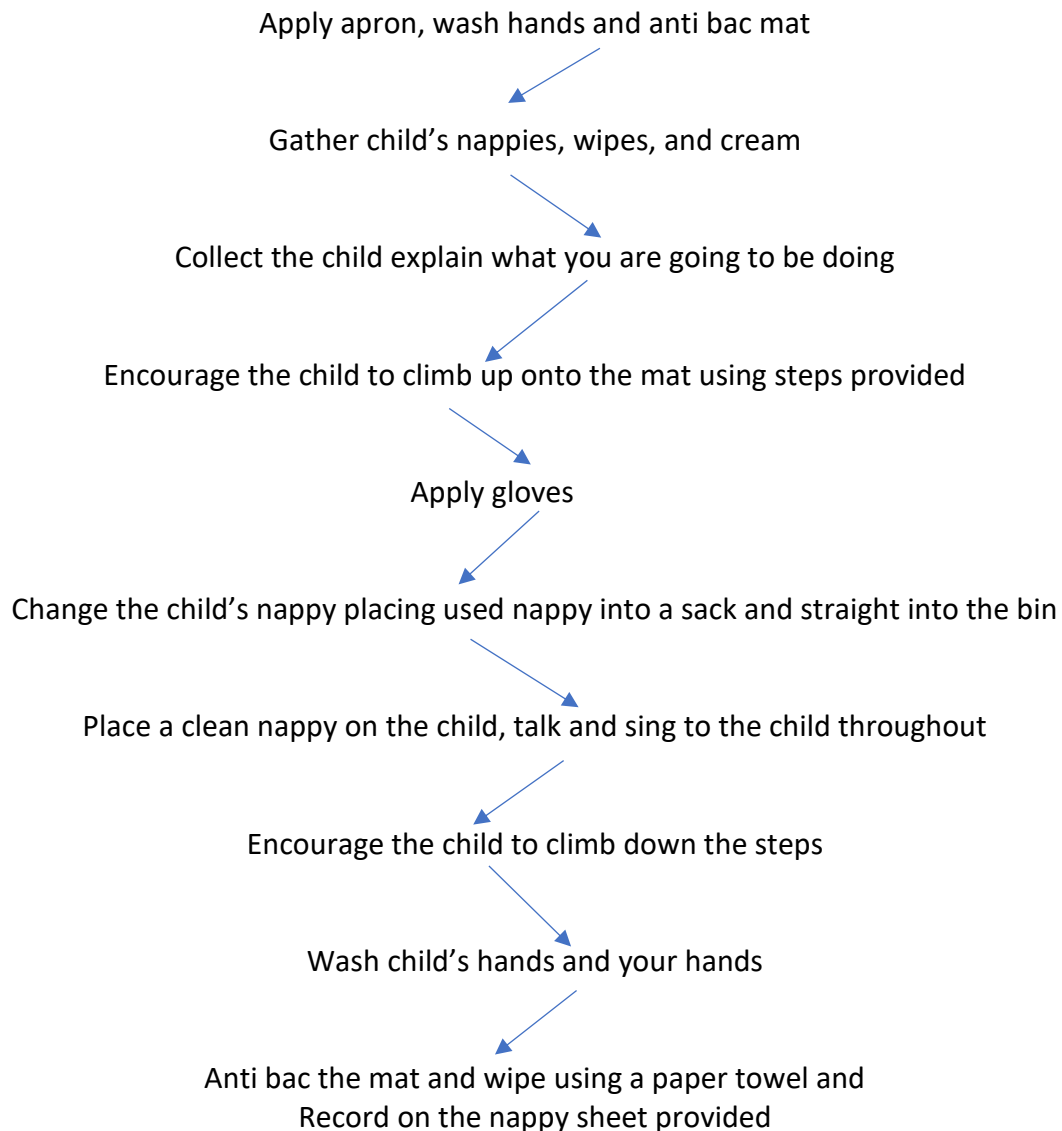 Apply apron, wash hands and anti bac mat
Gather child’s nappies, wipes, and cream
Collect the child explain what you are going to be doing
Encourage the child to climb up onto the mat using steps provided
Apply gloves
Change the child’s nappy placing used nappy into a sack and straight into the bin
Place a clean nappy on the child, talk and sing to the child throughout
Encourage the child to climb down the steps
Wash child’s hands and your hands
Anti bac the mat and wipe using a paper towel and
Record on the nappy sheet provided